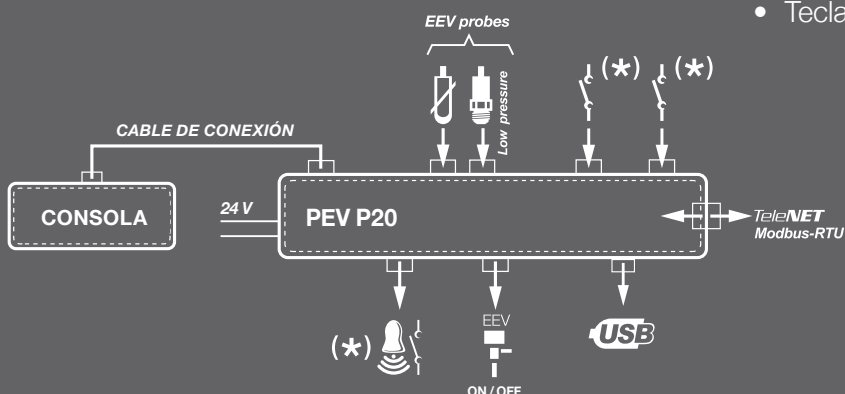 • Tecla
EEV probes
Low pressure
(*) (*)
CABLE DE CONEXIÓN
CONSOLA
24 V
PEV P20
TeleNET
Modbus-RTU
(*)
EEV
USB
ON / OFF